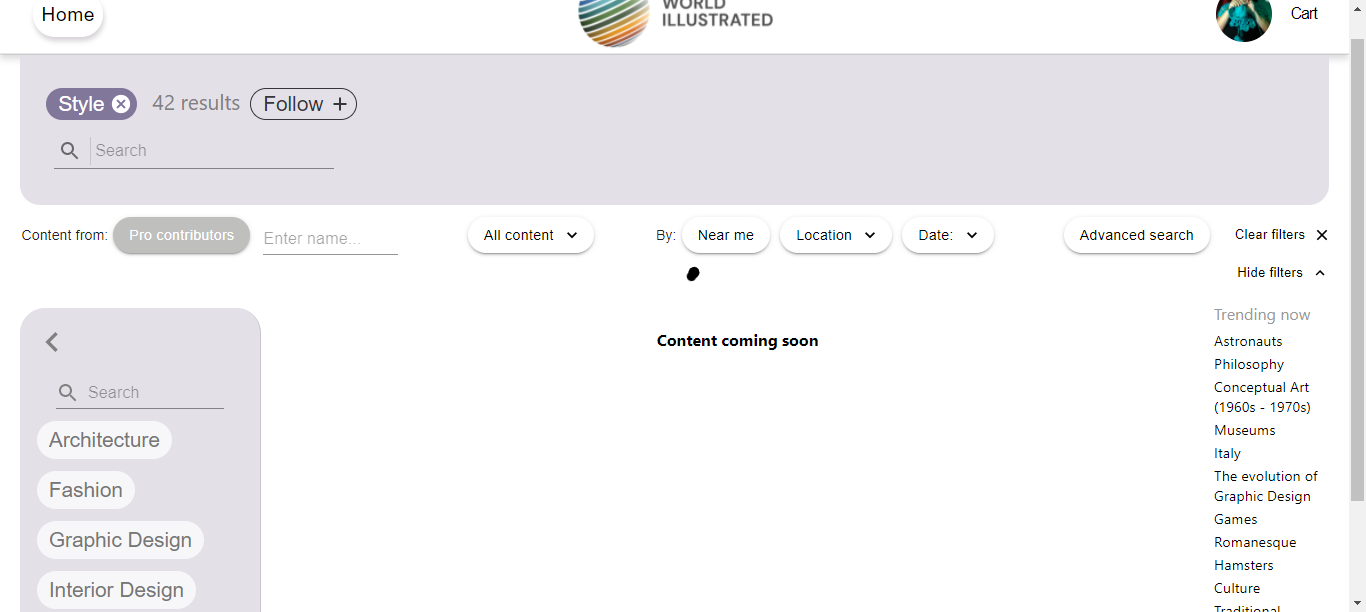 Home
WORLD
ILLUSTRATED
Cart
Style
42 results
Follow +
Search
Content from:
Pro contributors
Enter name...
All content
By:
Near me
Location
Date:
Advanced search
Clear filters
Hide filters
Content coming soon
Search
Architecture
Fashion
Graphic Design
Interior Design
Trending now
Astronauts
Philosophy
Conceptual Art
(1960s - 1970s)
Museums
Italy
The evolution of
Graphic Design
Games
Romanesque
Hamsters
Culture
Traditional